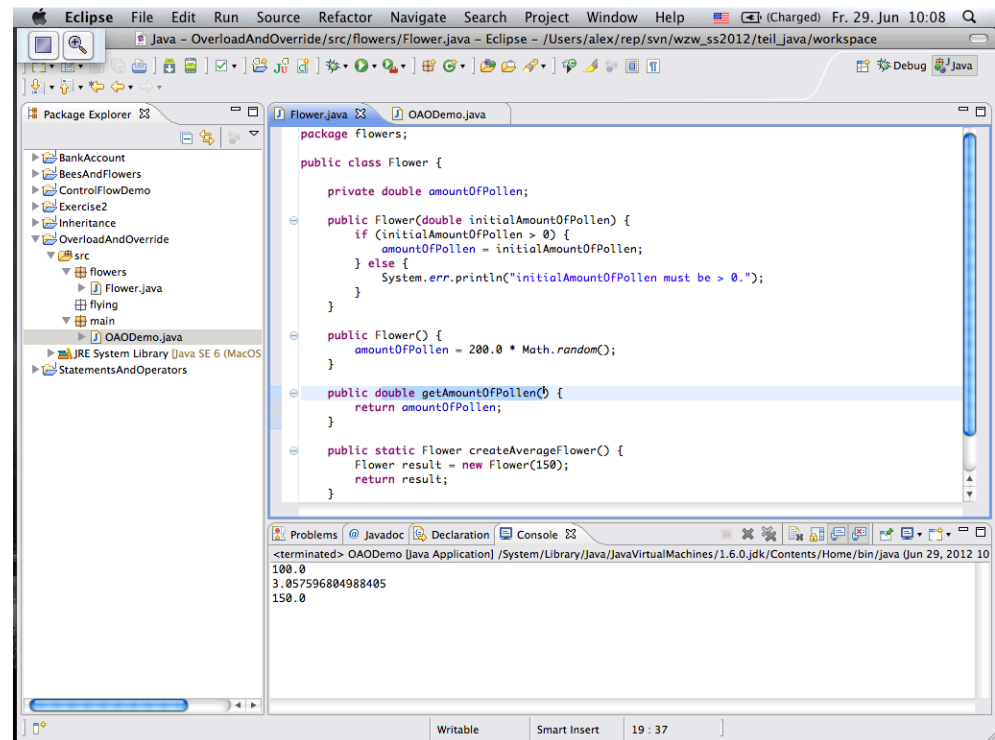 Eclipse File Edit Run Source Refactor Navigate Search Project Window Help (Charged) Fr. 29. Jun 10:08
Java – OverloadAndOverride/src/flowers/Flower.java – Eclipse – /Users/alex/rep/svn/wzw_ss2012/teil_java/workspace
Debug Java
Package Explorer
BankAccount
BeesAndFlowers
ControlFlowDemo
Exercise2
Inheritance
OverloadAndOverride
src
flowers
Flower.java
flying
main
OAODemo.java
JRE System Library [Java SE 6 (MacOS
StatementsAndOperators
Flower.java OAODemo.java
package flowers;
public class Flower {
private double amountOfPollen;
public Flower(double initialAmountOfPollen) {
if (initialAmountOfPollen > 0) {
amountOfPollen = initialAmountOfPollen;
} else {
System.err.println("initialAmountOfPollen must be > 0.");
}
}
public Flower() {
amountOfPollen = 200.0 * Math.random();
}
public double getAmountOfPollen() {
return amountOfPollen;
}
public static Flower createAverageFlower() {
Flower result = new Flower(150);
return result;
}
Problems @ Javadoc Declaration Console
<terminated> OAODemo [Java Application] /System/Library/Java/JavaVirtualMachines/1.6.0.jdk/Contents/Home/bin/java (Jun 29, 2012 10
100.0
3.057596804988405
150.0
Writable Smart Insert 19 : 37